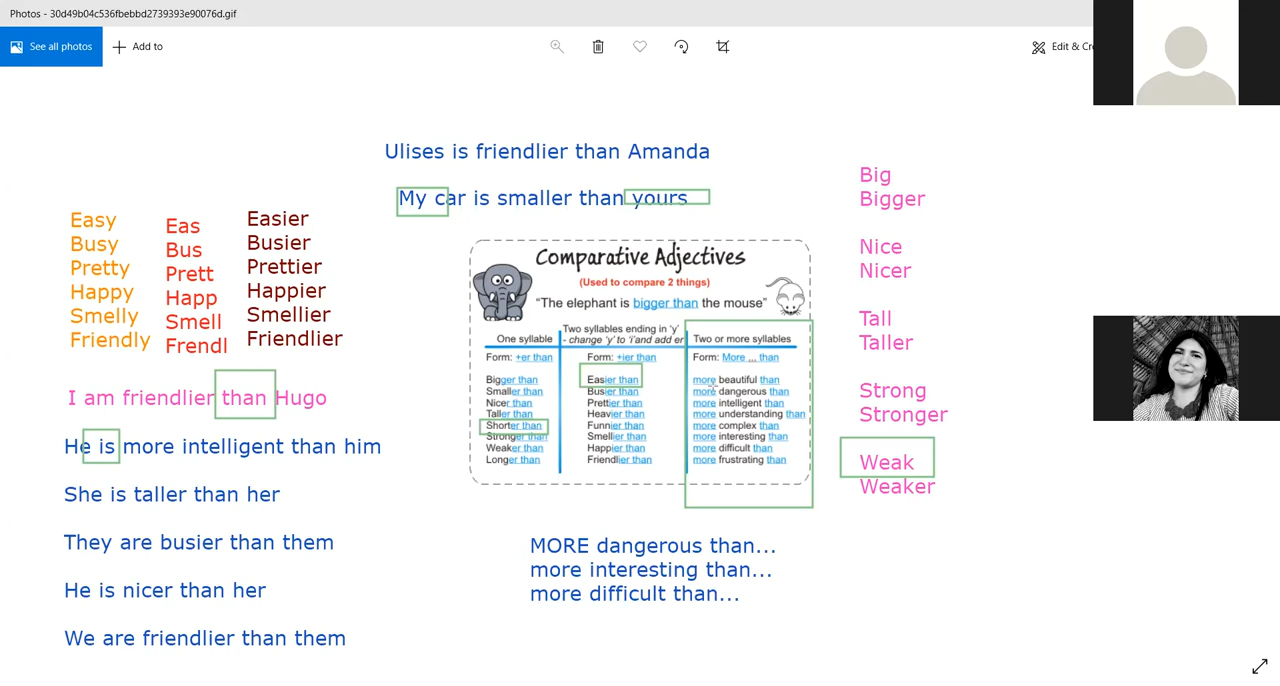 Photos - 30d49b04c536fbebbd2739393e90076d.gif
See all photos
Add to
Edit & Cr
Ulises is friendlier than Amanda
My car is smaller than yours
Easy
Busy
Pretty
Happy
Smelly
Friendly
Eas
Bus
Prett
Happ
Smell
Frendl
Easier
Busier
Prettier
Happier
Smellier
Friendlier
I am friendlier than Hugo
He is more intelligent than him
She is taller than her
They are busier than them
He is nicer than her
We are friendlier than them
Comparative Adjectives
(Used to compare 2 things)
"The elephant is bigger than the mouse"
One syllable
Form: +er than
Bigger than
Smaller than
Nicer than
Taller than
Shorter than
Stronger than
Weaker than
Longer than
Two syllables ending in 'y'
- change 'y' to 'i'and add er
Form: +ier than
Easier than
Busier than
Prettier than
Heavier than
Funnier than
Smellier than
Happier than
Friendlier than
Two or more syllables
Form: More ... than
more beautiful than
more dangerous than
more intelligent than
more understanding than
more complex than
more interesting than
more difficult than
more frustrating than
MORE dangerous than...
more interesting than...
more difficult than...
Big
Bigger
Nice
Nicer
Tall
Taller
Strong
Stronger
Weak
Weaker